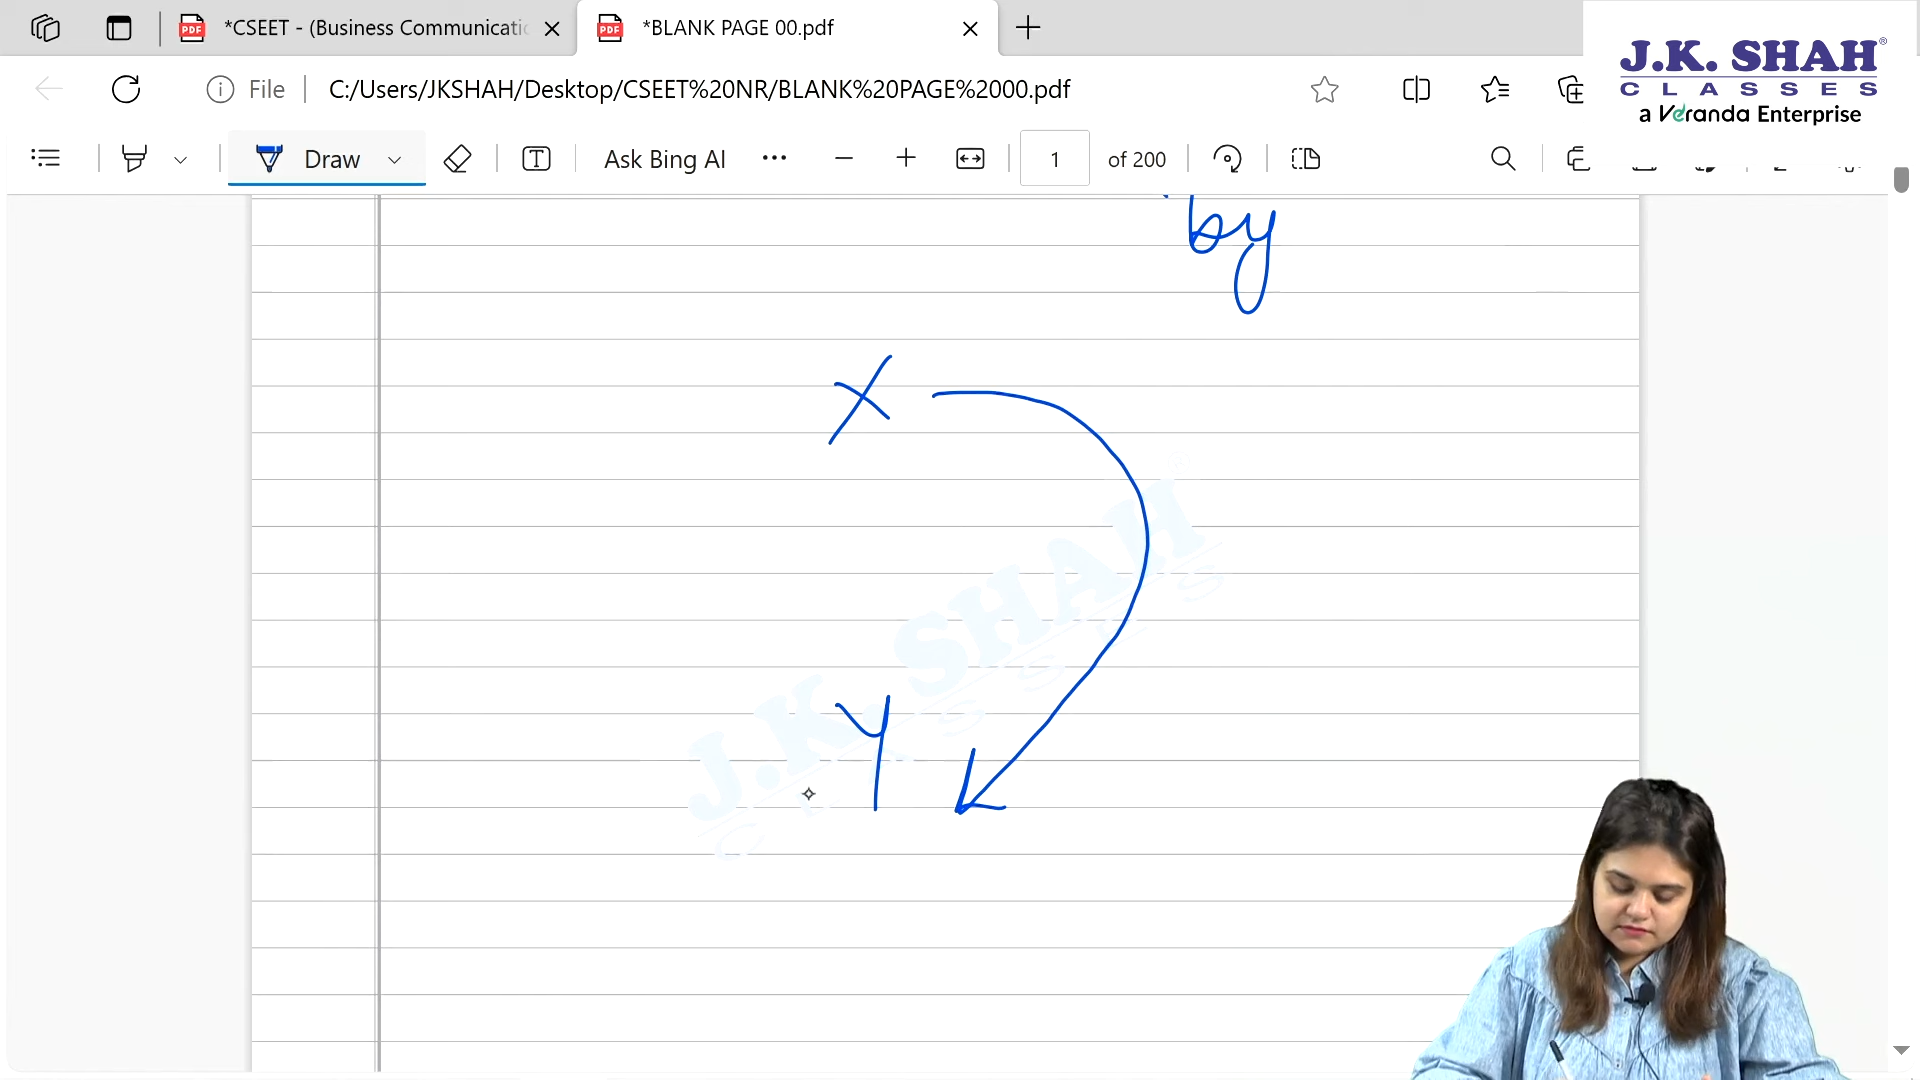 *CSEET - (Business Communicati
*BLANK PAGE 00.pdf
J.K. SHAH®
CLASSES
a Veranda Enterprise
File
C:/Users/JKSHAH/Desktop/CSEET%20NR/BLANK%20PAGE%2000.pdf
Draw
Ask Bing AI
1
of 200
by
X
Y
J.K. SHAH